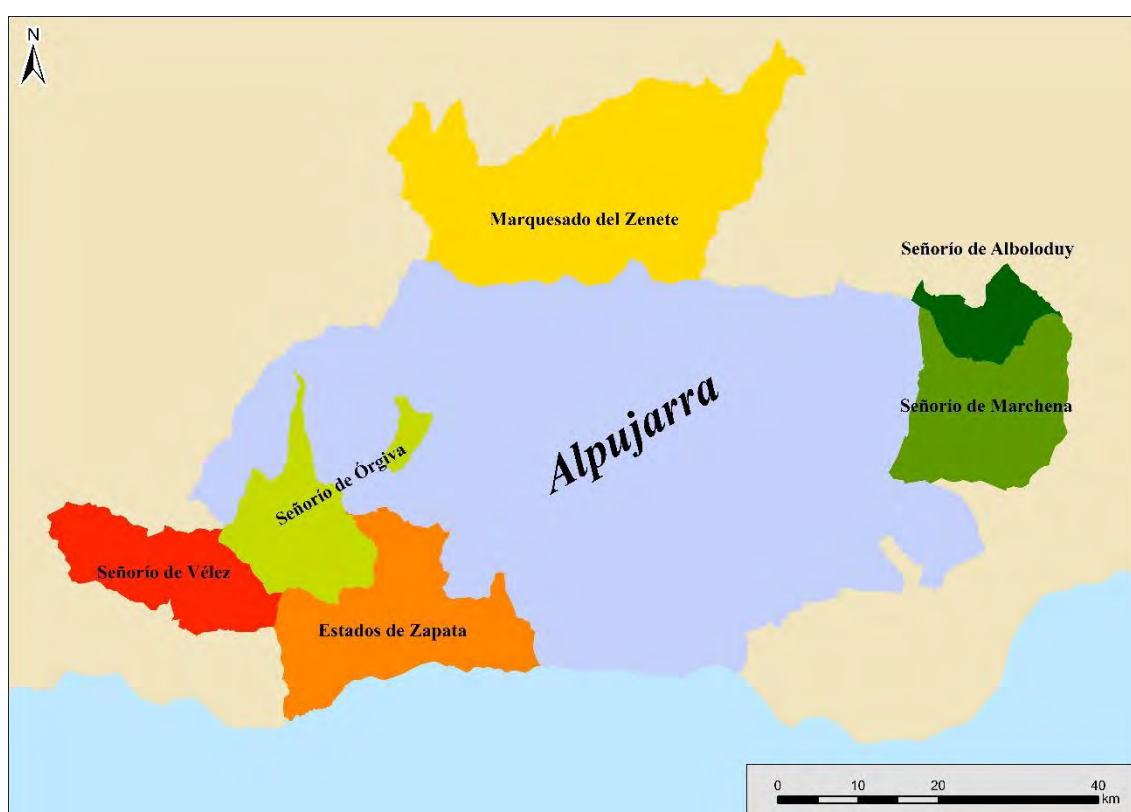 N
Marquesado del Zenete
Señorío de Alboloduy
Alpujarra
Señorío de Marchena
Señorío de Órgiva
Señorío de Vélez
Estados de Zapata
0 10 20 40
km